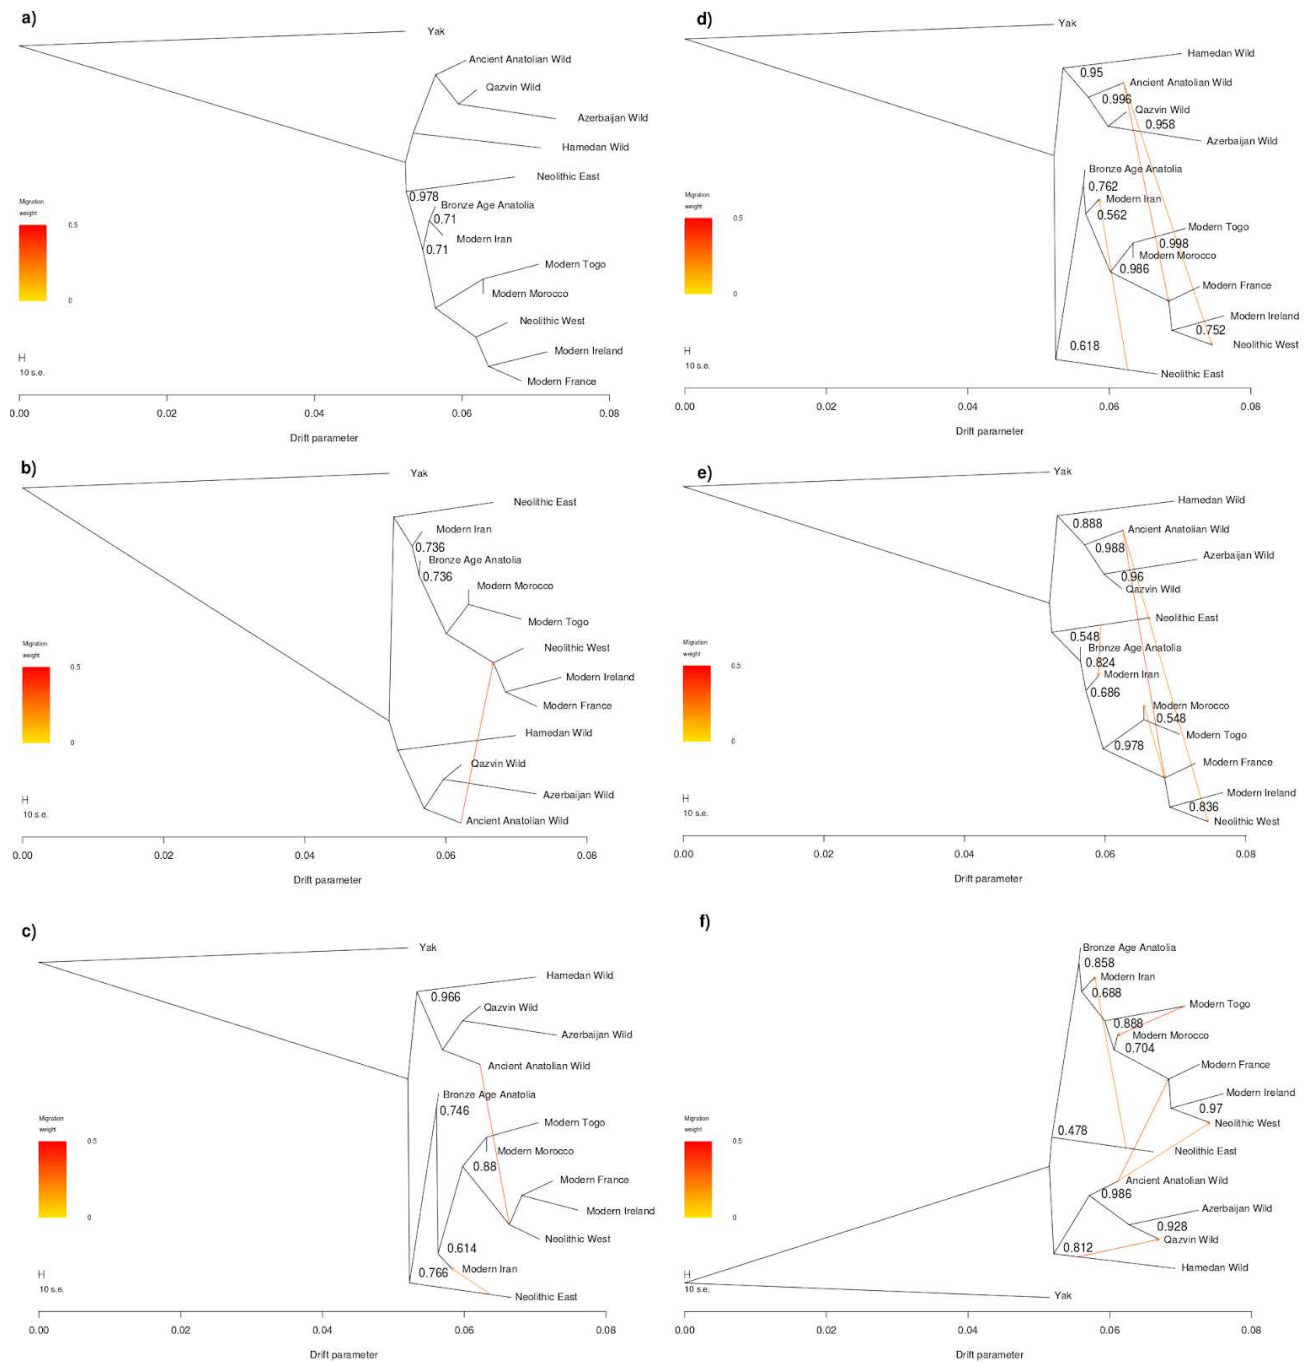 a)
Yak
Ancient Anatolian Wild
Qazvin Wild
Azerbaijan Wild
Hamedan Wild
Neolithic East
0.978
Bronze Age Anatolia
0.71
Modern Iran
0.71
Modern Togo
Modern Morocco
Neolithic West
Modern Ireland
Modern France
Migration
weight
0.5
0
10 s.e.
0.00 0.02 0.04 0.06 0.08
Drift parameter
b)
Yak
Neolithic East
Modern Iran
0.736
Bronze Age Anatolia
0.736
Modern Morocco
Modern Togo
Neolithic West
Modern Ireland
Modern France
Hamedan Wild
Qazvin Wild
Azerbaijan Wild
Ancient Anatolian Wild
Migration
weight
0.5
0
10 s.e.
0.00 0.02 0.04 0.06 0.08
Drift parameter
c)
Yak
Hamedan Wild
0.966
Qazvin Wild
Azerbaijan Wild
Ancient Anatolian Wild
Bronze Age Anatolia
0.746
Modern Togo
Modern Morocco
0.88
Modern France
Modern Ireland
Neolithic West
0.614
Modern Iran
0.766
Neolithic East
Migration
weight
0.5
0
10 s.e.
0.00 0.02 0.04 0.06 0.08
Drift parameter
d)
Yak
Hamedan Wild
0.95
Ancient Anatolian Wild
0.996
Qazvin Wild
0.958
Azerbaijan Wild
Bronze Age Anatolia
0.762
Modern Iran
0.562
Modern Togo
0.998
Modern Morocco
0.986
Modern France
Modern Ireland
0.752
Neolithic West
0.618
Neolithic East
Migration
weight
0.5
0
10 s.e.
0.00 0.02 0.04 0.06 0.08
Drift parameter
e)
Yak
Hamedan Wild
0.888
Ancient Anatolian Wild
0.988
Azerbaijan Wild
0.96
Qazvin Wild
Neolithic East
0.548
Bronze Age Anatolia
0.824
Modern Iran
0.686
Modern Morocco
0.548
Modern Togo
0.978
Modern France
Modern Ireland
0.836
Neolithic West
Migration
weight
0.5
0
10 s.e.
0.00 0.02 0.04 0.06 0.08
Drift parameter
f)
Bronze Age Anatolia
0.858
Modern Iran
0.688
Modern Togo
0.888
Modern Morocco
0.704
Modern France
Modern Ireland
0.97
Neolithic West
0.478
Neolithic East
Ancient Anatolian Wild
0.986
Azerbaijan Wild
0.928
Qazvin Wild
0.812
Hamedan Wild
Yak
Migration
weight
0.5
0
10 s.e.
0.00 0.02 0.04 0.06 0.08
Drift parameter